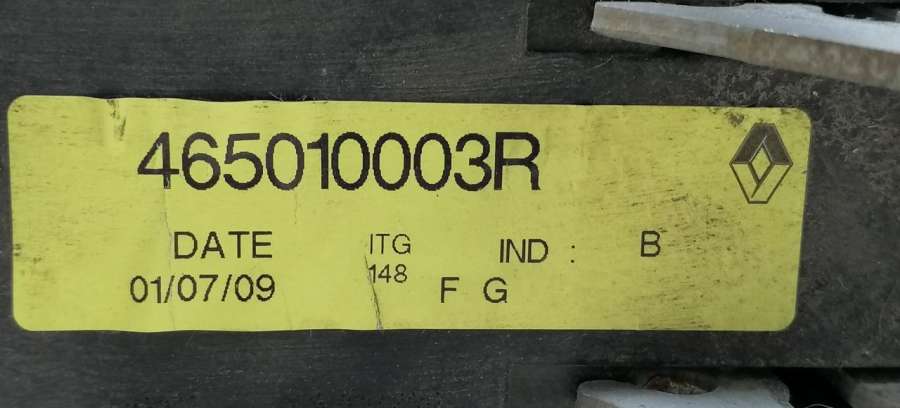 465010003R
DATE ITG IND : B
01/07/09 148 F G